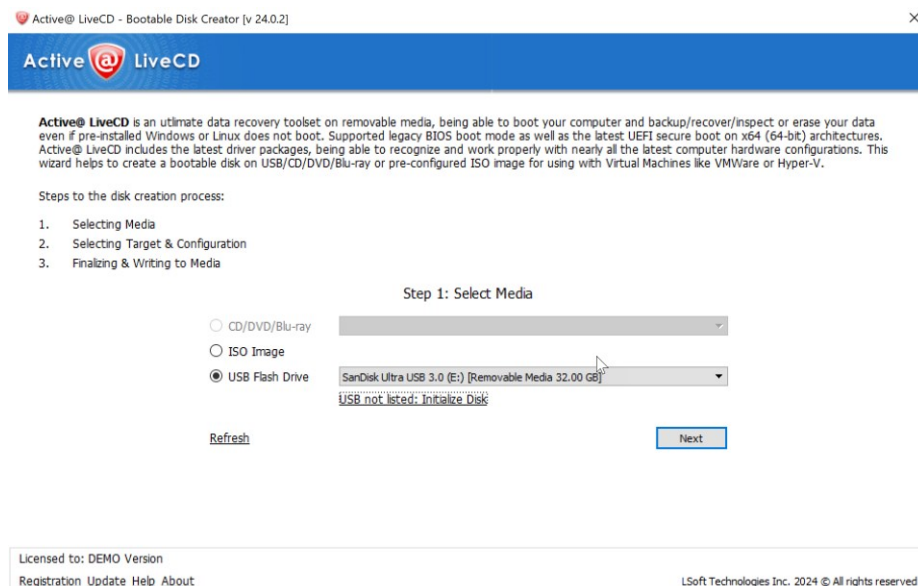 Active@ LiveCD - Bootable Disk Creator [v 24.0.2]
Active @ LiveCD
Active@ LiveCD is an utlimate data recovery toolset on removable media, being able to boot your computer and backup/recover/inspect or erase your data
even if pre-installed Windows or Linux does not boot. Supported legacy BIOS boot mode as well as the latest UEFI secure boot on x64 (64-bit) architectures.
Active@ LiveCD includes the latest driver packages, being able to recognize and work properly with nearly all the latest computer hardware configurations. This
wizard helps to create a bootable disk on USB/CD/DVD/Blu-ray or pre-configured ISO image for using with Virtual Machines like VMWare or Hyper-V.
Steps to the disk creation process:
1. Selecting Media
2. Selecting Target & Configuration
3. Finalizing & Writing to Media
Step 1: Select Media
CD/DVD/Blu-ray
ISO Image
USB Flash Drive SanDisk Ultra USB 3.0 (E:) [Removable Media 32.00 GB]
USB not listed: Initialize Disk
Refresh Next
Licensed to: DEMO Version
Registration Update Help About LSoft Technologies Inc. 2024 © All rights reserved